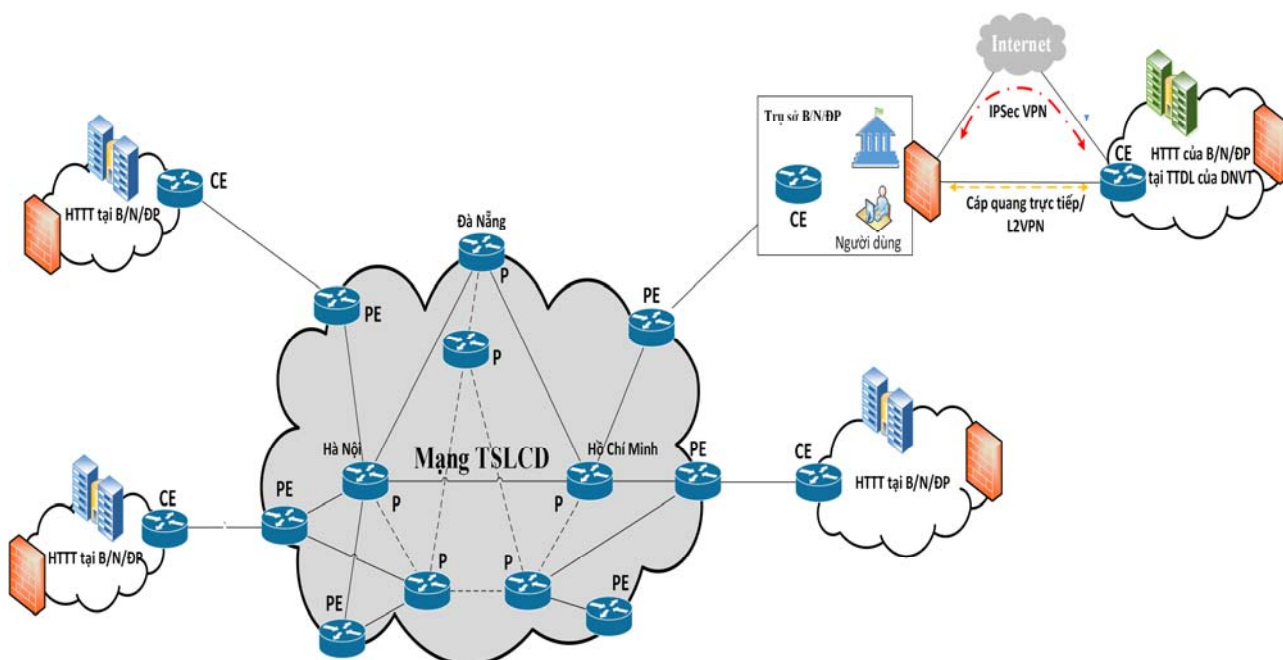 Internet
IPSec VPN
Trụ sở B/N/ĐP
CE
Người dùng
CE
HTTT của B/N/ĐP
tại TTDL của DNVT
Cáp quang trực tiếp/
L2VPN
CE
HTTT tại B/N/ĐP
Đà Nẵng
P
PE
PE
P
Hà Nội
Mạng TSLCD
Hồ Chí Minh
PE
CE
HTTT tại B/N/ĐP
P
P
PE
CE
HTTT tại B/N/ĐP
P
P
PE
PE